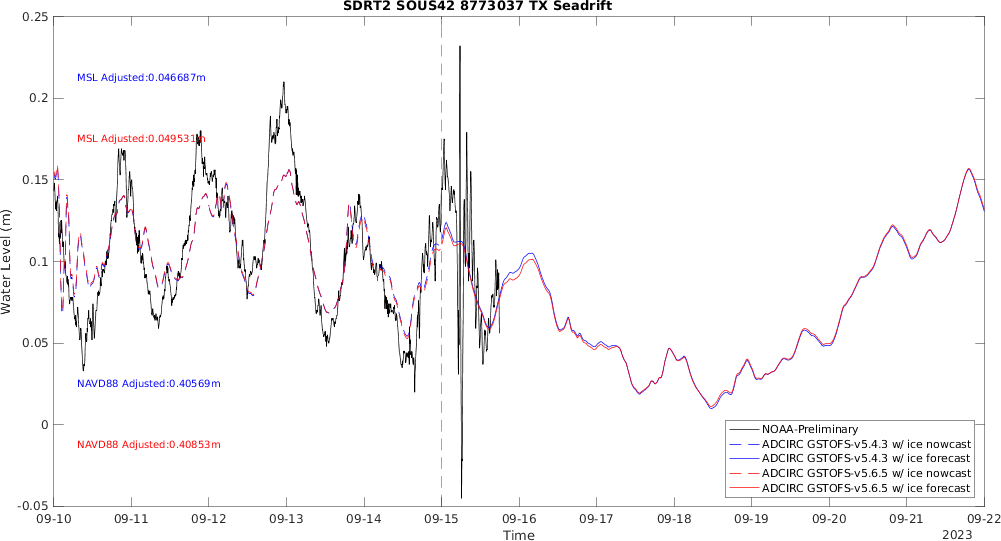 SDRT2 SOUS42 8773037 TX Seadrift
0.25
0.2
0.15
0.1
0.05
0
-0.05
Water Level (m)
MSL Adjusted:0.046687m
MSL Adjusted:0.049531m
NAVD88 Adjusted:0.40569m
NAVD88 Adjusted:0.40853m
NOAA-Preliminary
ADCIRC GSTOFS-v5.4.3 w/ ice nowcast
ADCIRC GSTOFS-v5.4.3 w/ ice forecast
ADCIRC GSTOFS-v5.6.5 w/ ice nowcast
ADCIRC GSTOFS-v5.6.5 w/ ice forecast
09-10 09-11 09-12 09-13 09-14 09-15 09-16 09-17 09-18 09-19 09-20 09-21 09-22
Time
2023